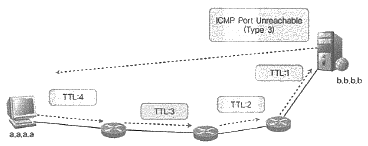 ICMP Port Unreachable
(Type 3)
TTL:1
b.b.b.b
TTL:4
TTL:2
TTL:3
a.a.a.a